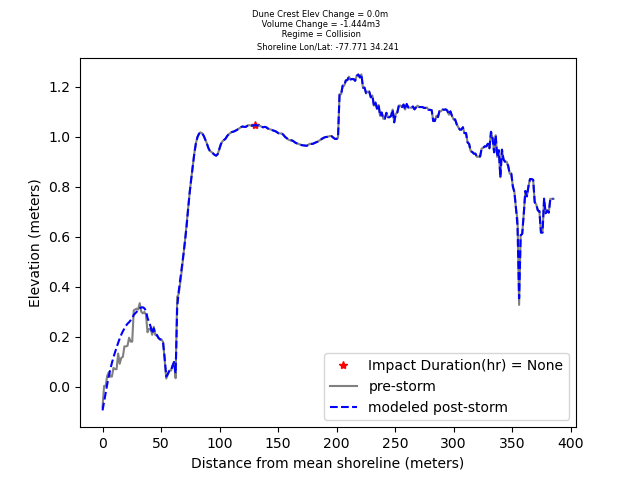 Dune Crest Elev Change = 0.0m
Volume Change = -1.444m3
Regime = Collision
Shoreline Lon/Lat: -77.771 34.241
1.2
1.0
0.8
0.6
0.4
0.2
0.0
Elevation (meters)
Impact Duration(hr) = None
pre-storm
modeled post-storm
0 50 100 150 200 250 300 350 400
Distance from mean shoreline (meters)